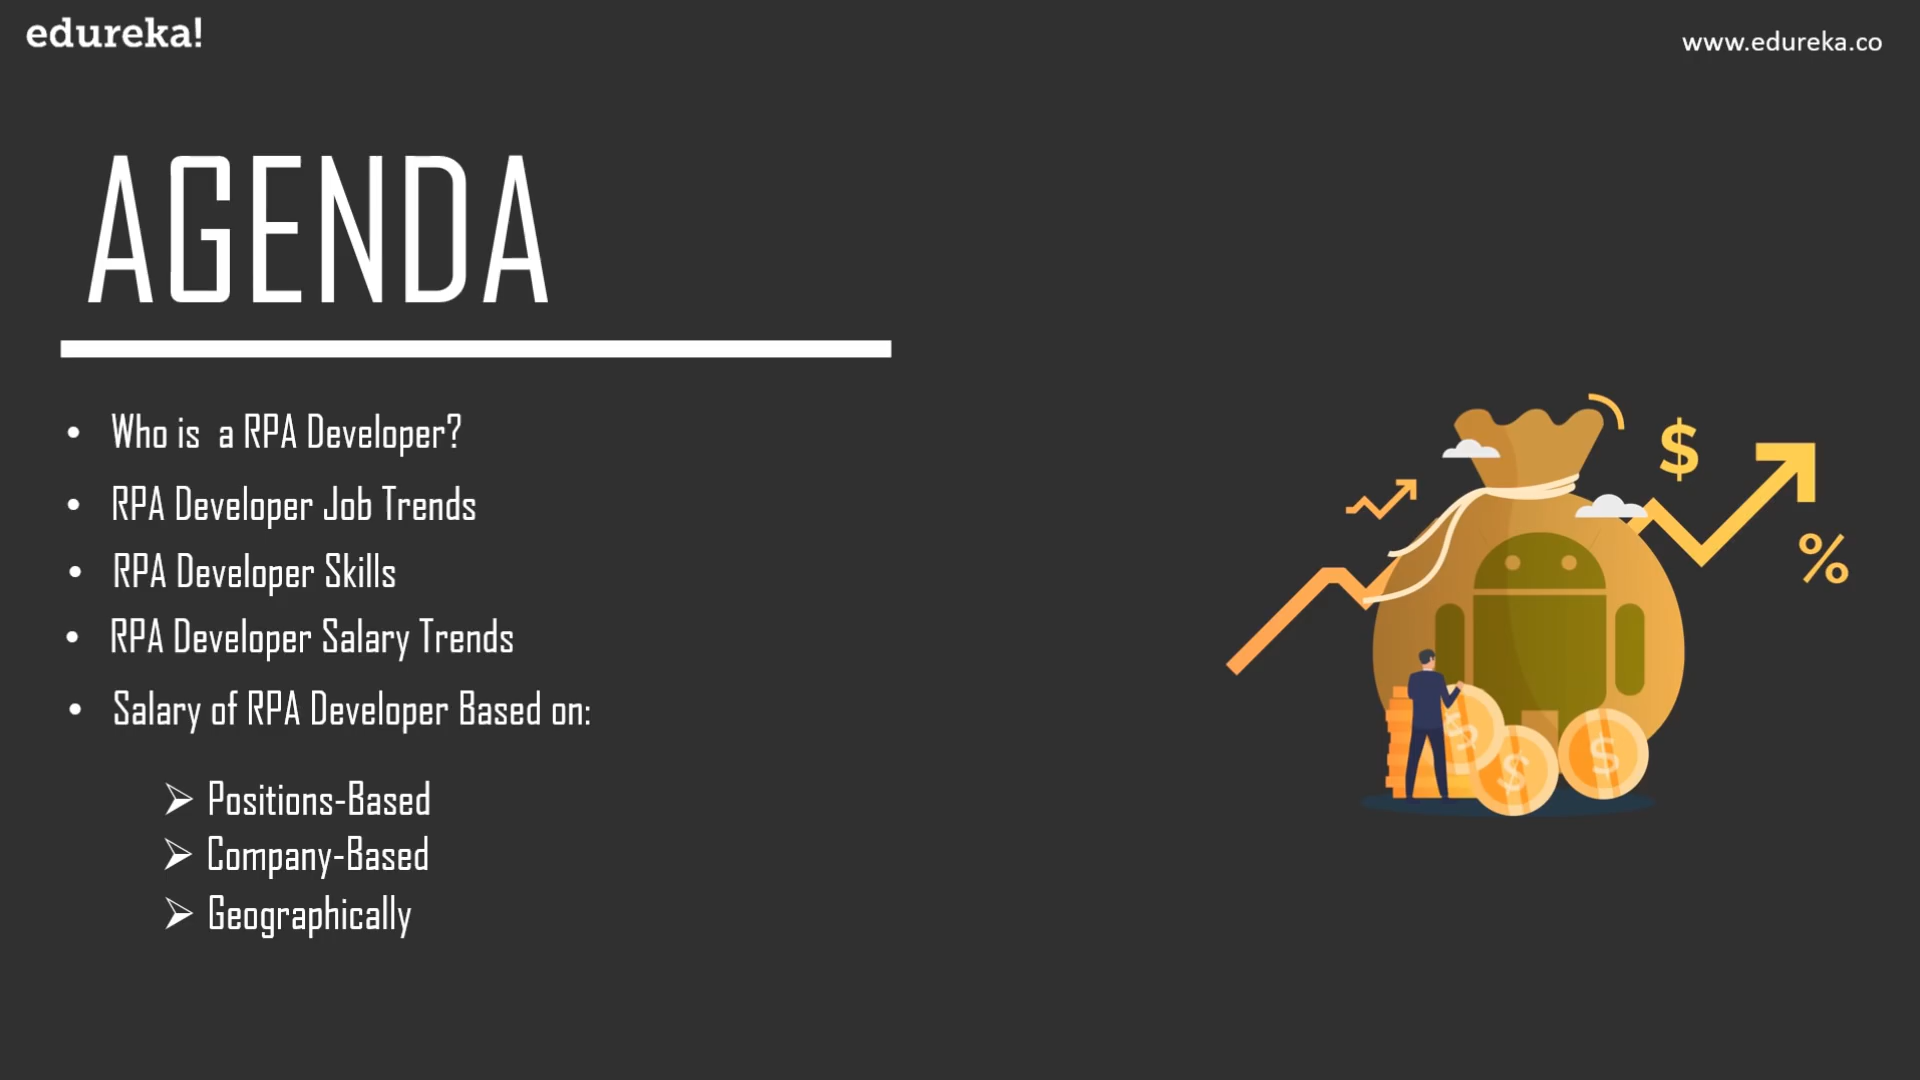 edureka!
www.edureka.co
AGENDA
• Who is a RPA Developer?
• RPA Developer Job Trends
• RPA Developer Skills
• RPA Developer Salary Trends
• Salary of RPA Developer Based on:
➢ Positions-Based
➢ Company-Based
➢ Geographically
$
%
$
$
$